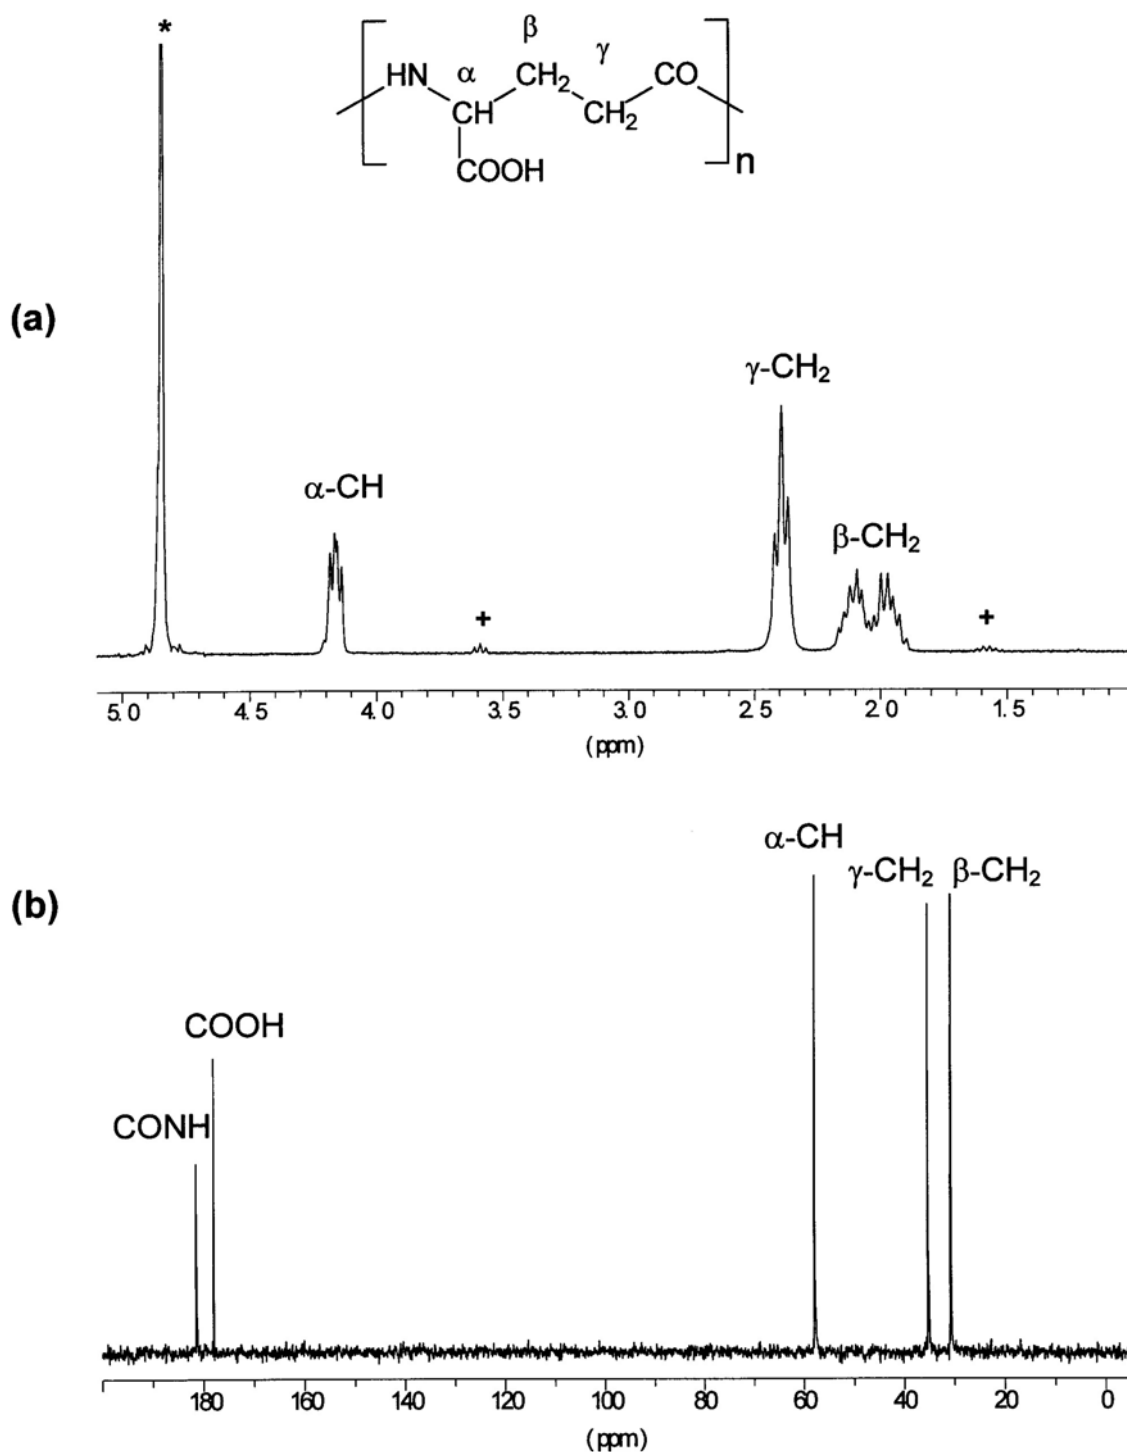 *
β
γ
HN α CH₂ CO
CH CH₂
COOH
n
(a)
γ-CH₂
α-CH
β-CH₂
+ +
5.0 4.5 4.0 3.5 3.0 2.5 2.0 1.5
(ppm)
α-CH
γ-CH₂ β-CH₂
(b)
COOH
CONH
180 160 140 120 100 80 60 40 20 0
(ppm)